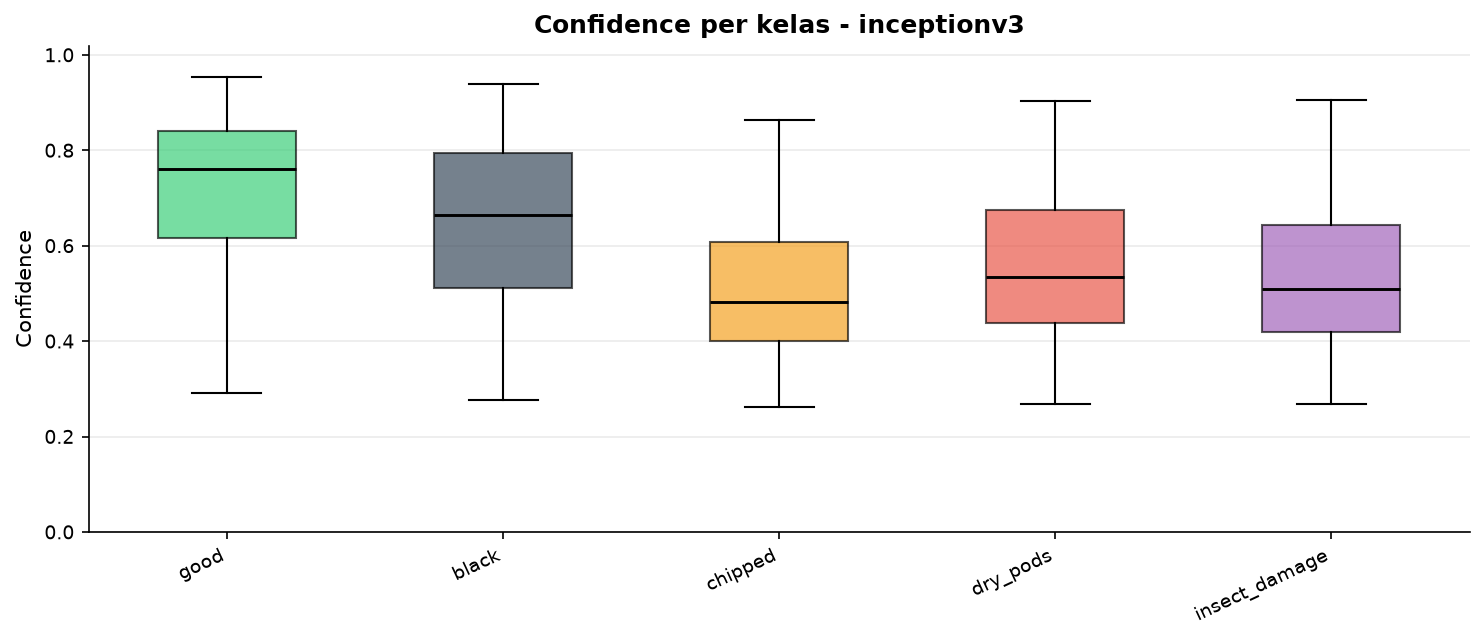 Confidence per kelas - inceptionv3
Confidence
1.0
0.8
0.6
0.4
0.2
0.0
good
black
chipped
dry_pods
insect_damage